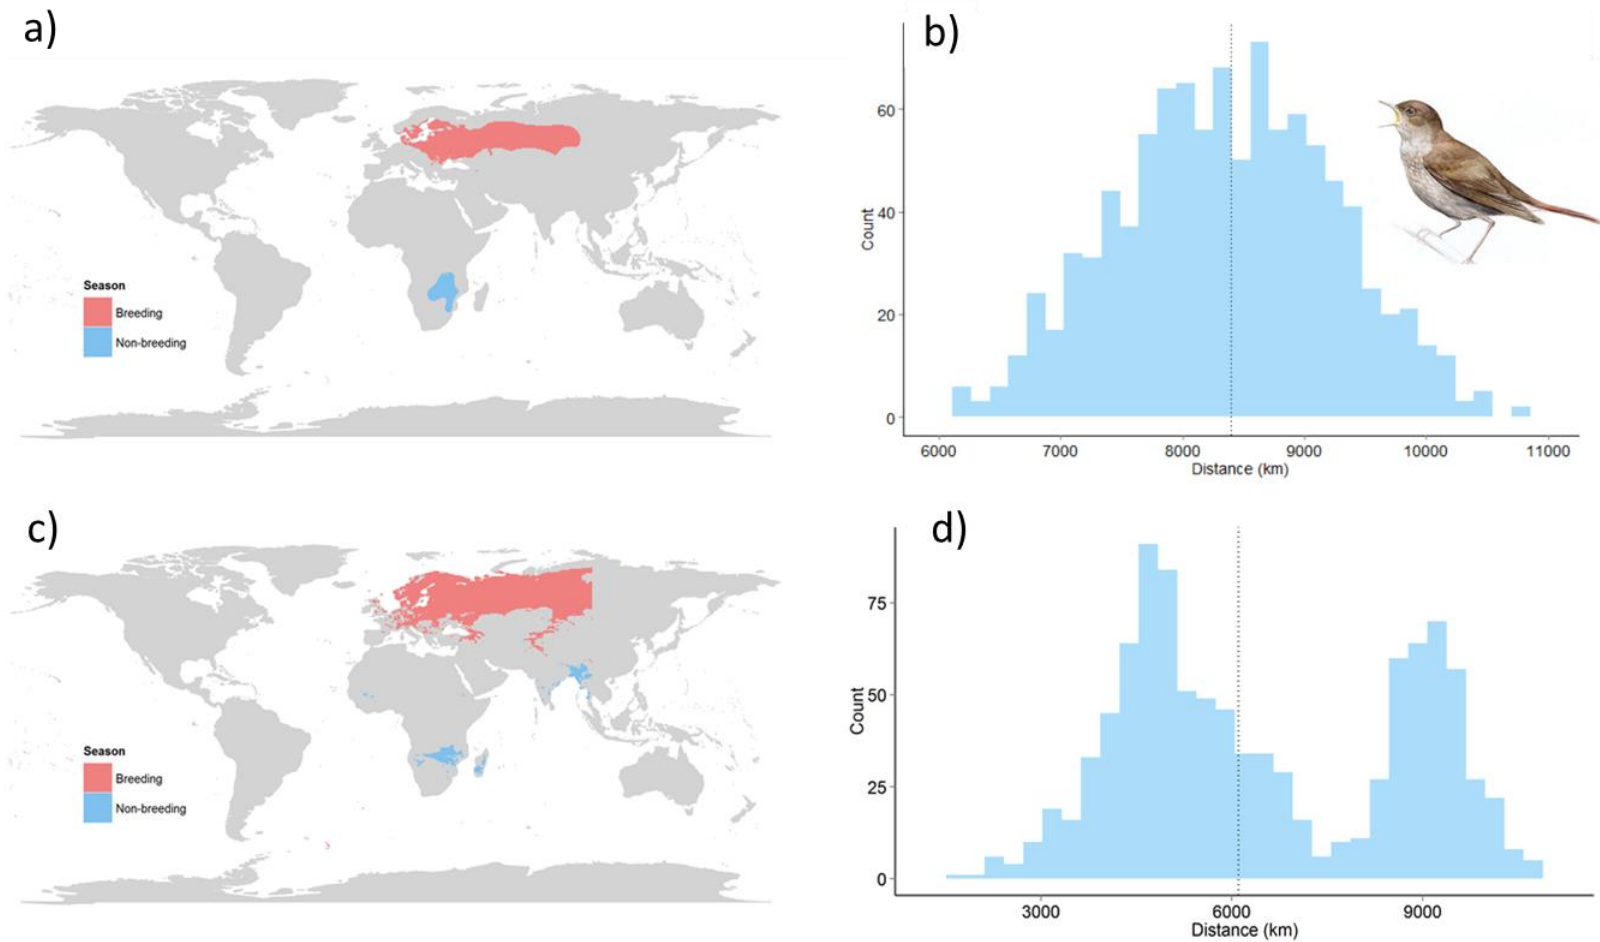 a)
Season
Breeding
Non-breeding
b)
60
40
20
0
Count
6000 7000 8000 9000 10000 11000
Distance (km)
c)
Season
Breeding
Non-breeding
d)
75
50
25
0
Count
3000 6000 9000
Distance (km)